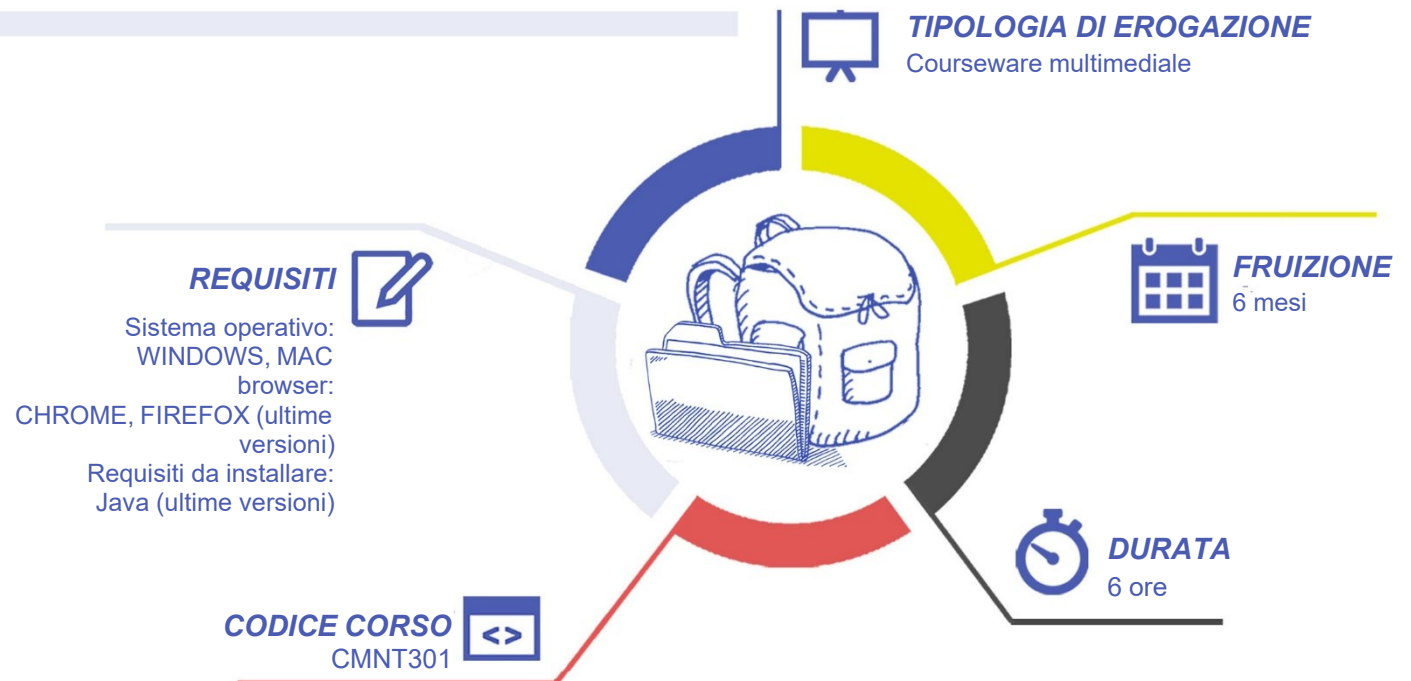 TIPOLOGIA DI EROGAZIONE
Courseware multimediale
REQUISITI
Sistema operativo:
WINDOWS, MAC
browser:
CHROME, FIREFOX (ultime
versioni)
Requisiti da installare:
Java (ultime versioni)
FRUIZIONE
6 mesi
DURATA
6 ore
CODICE CORSO
<>
CMNT301